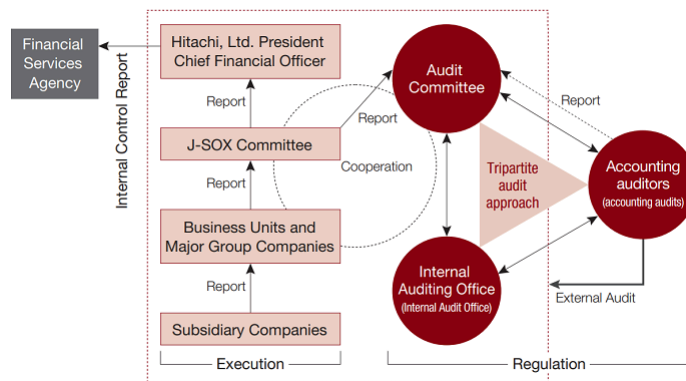 Financial
Services
Agency
Internal Control Report
Hitachi, Ltd. President
Chief Financial Officer
Report
J-SOX Committee
Report
Business Units and
Major Group Companies
Report
Subsidiary Companies
Execution
Report
Cooperation
Audit
Committee
Tripartite
audit
approach
Internal
Auditing Office
(Internal Audit Office)
Report
Accounting
auditors
(accounting audits)
External Audit
Regulation